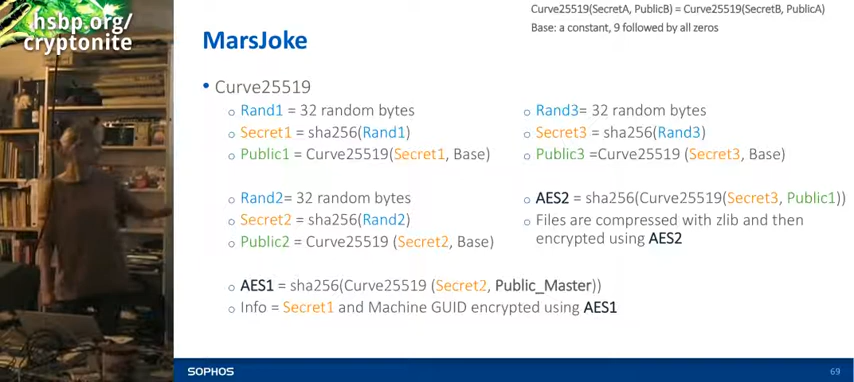 hsbp.org/
cryptonite
Curve25519(SecretA, PublicB) = Curve25519(SecretB, PublicA)
Base: a constant, 9 followed by all zeros
MarsJoke
• Curve25519
o Rand1 = 32 random bytes
o Secret1 = sha256(Rand1)
o Public1 = Curve25519(Secret1, Base)
o Rand2= 32 random bytes
o Secret2 = sha256(Rand2)
o Public2 = Curve25519 (Secret2, Base)
o AES1 = sha256(Curve25519 (Secret2, Public_Master))
o Info = Secret1 and Machine GUID encrypted using AES1
o Rand3= 32 random bytes
o Secret3 = sha256(Rand3)
o Public3 =Curve25519 (Secret3, Base)
o AES2 = sha256(Curve25519(Secret3, Public1))
o Files are compressed with zlib and then
encrypted using AES2
SOPHOS
69